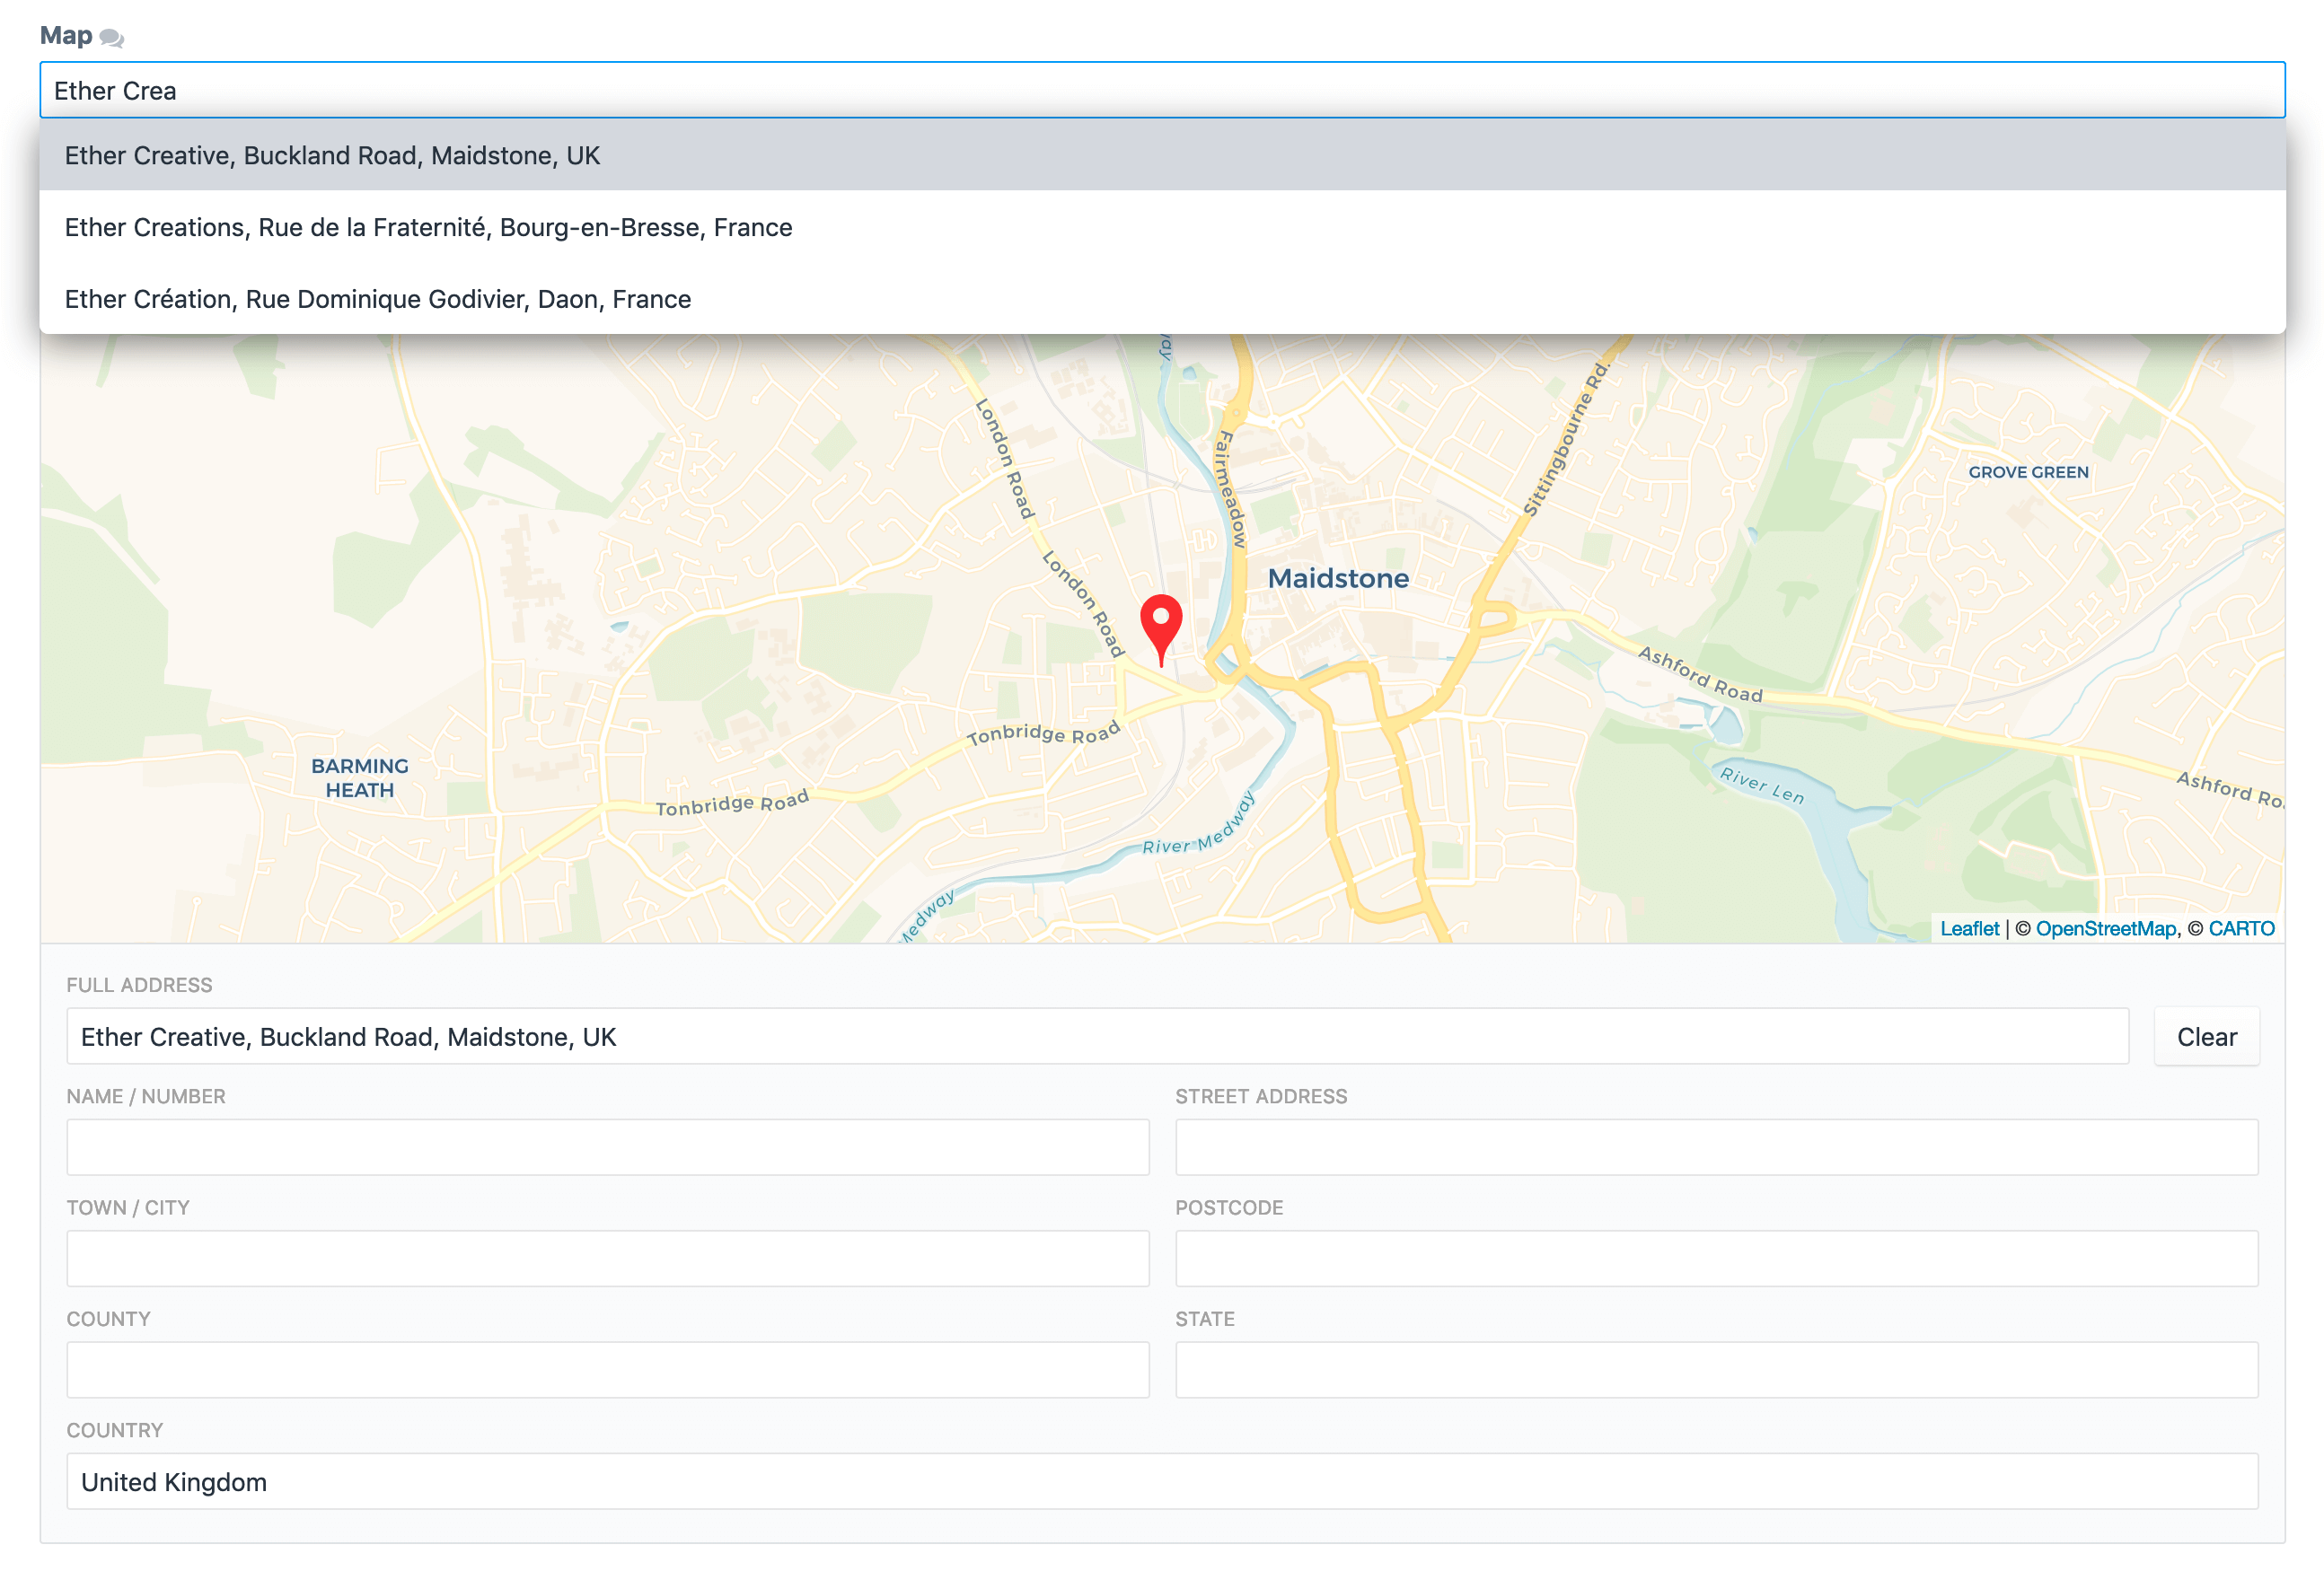 Map
Ether Crea
Ether Creative, Buckland Road, Maidstone, UK
Ether Creations, Rue de la Fraternité, Bourg-en-Bresse, France
Ether Création, Rue Dominique Godivier, Daon, France
London Road
Fairmeadow
Sittingbourne Rd.
GROVE GREEN
London Road
Maidstone
Ashford Road
Tonbridge Road
BARMING
HEATH
River Len
Ashford Ro
Tonbridge Road
River Medway
Medway
Leaflet | © OpenStreetMap, © CARTO
FULL ADDRESS
Ether Creative, Buckland Road, Maidstone, UK
Clear
NAME / NUMBER
STREET ADDRESS
TOWN / CITY
POSTCODE
COUNTY
STATE
COUNTRY
United Kingdom